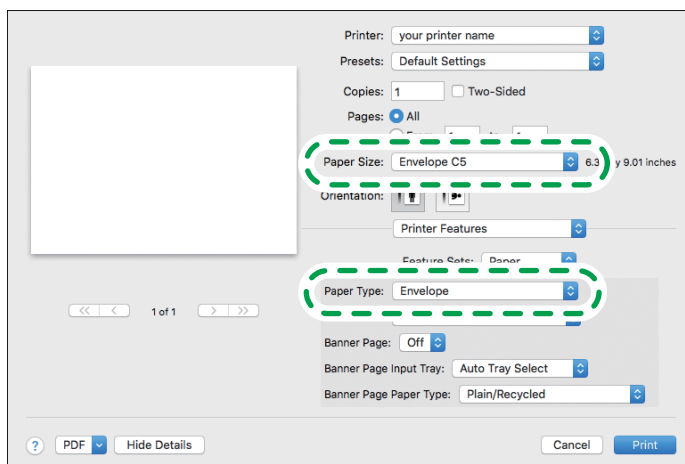 Printer: your printer name
Presets: Default Settings
Copies: 1 Two-Sided
Pages: All
Paper Size: Envelope C5 6.3 y 9.01 inches
Orientation:
Printer Features
Feature Sets: Paper
Paper Type: Envelope
<< < 1 of 1 > >>
Banner Page: Off
Banner Page Input Tray: Auto Tray Select
Banner Page Paper Type: Plain/Recycled
? PDF Hide Details Cancel Print